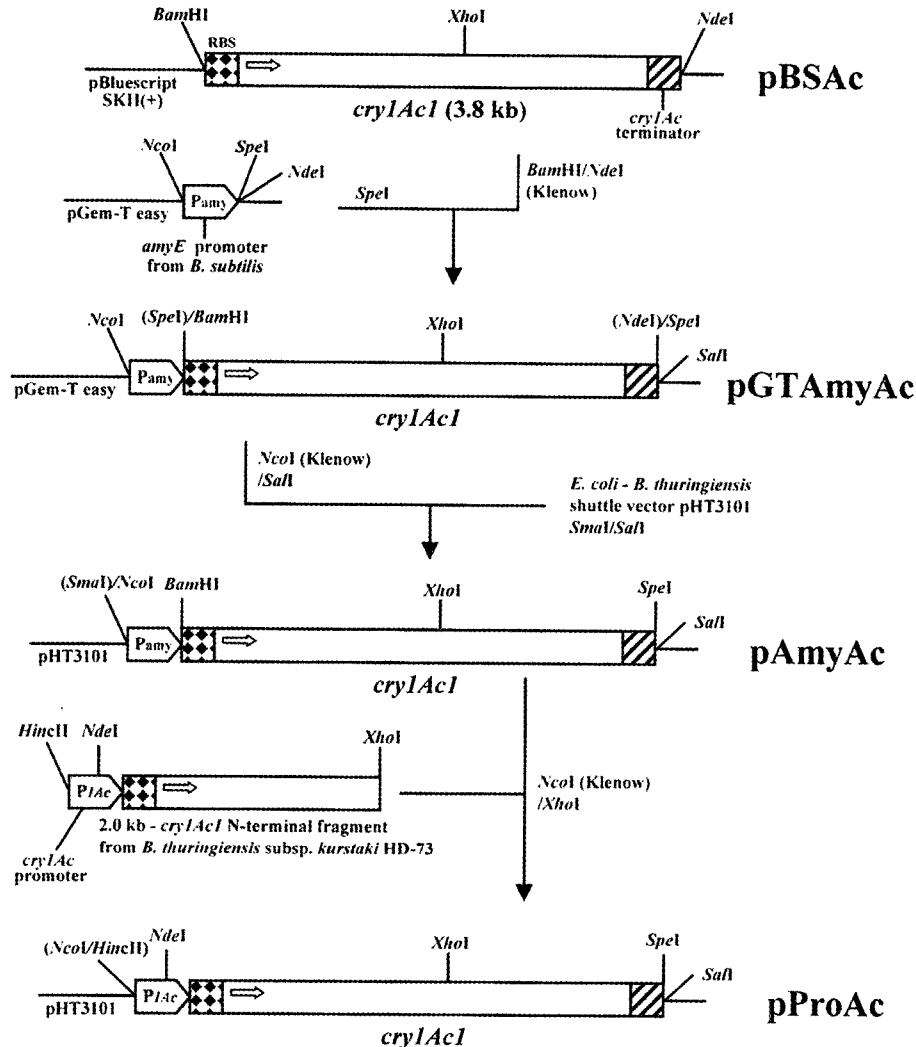 BamHI
RBS
XhoI
NdeI
pBSAc
pBluescript
SKII(+)
cry1Ac1 (3.8 kb)
cry1Ac
terminator
NcoI
SpeI
NdeI
Pamy
pGem-T easy
amyE promoter
from B. subtilis
SpeI
BamHI/NdeI
(Klenow)
NcoI
(SpeI)/BamHI
XhoI
(NdeI)/SpeI
SalI
Pamy
pGem-T easy
pGTAmyAc
cry1Ac1
NcoI (Klenow)
/SalI
E. coli - B. thuringiensis
shuttle vector pHT3101
SmaI/SalI
(SmaI)/NcoI
BamHI
XhoI
SpeI
SalI
Pamy
pHT3101
pAmyAc
cry1Ac1
HincII
NdeI
XhoI
P1Ac
NcoI (Klenow)
/XhoI
2.0 kb - cry1Ac1 N-terminal fragment
from B. thuringiensis subsp. kurstaki HD-73
cry1Ac
promoter
(NcoI/HincII)
NdeI
XhoI
SpeI
SalI
P1Ac
pHT3101
pProAc
cry1Ac1